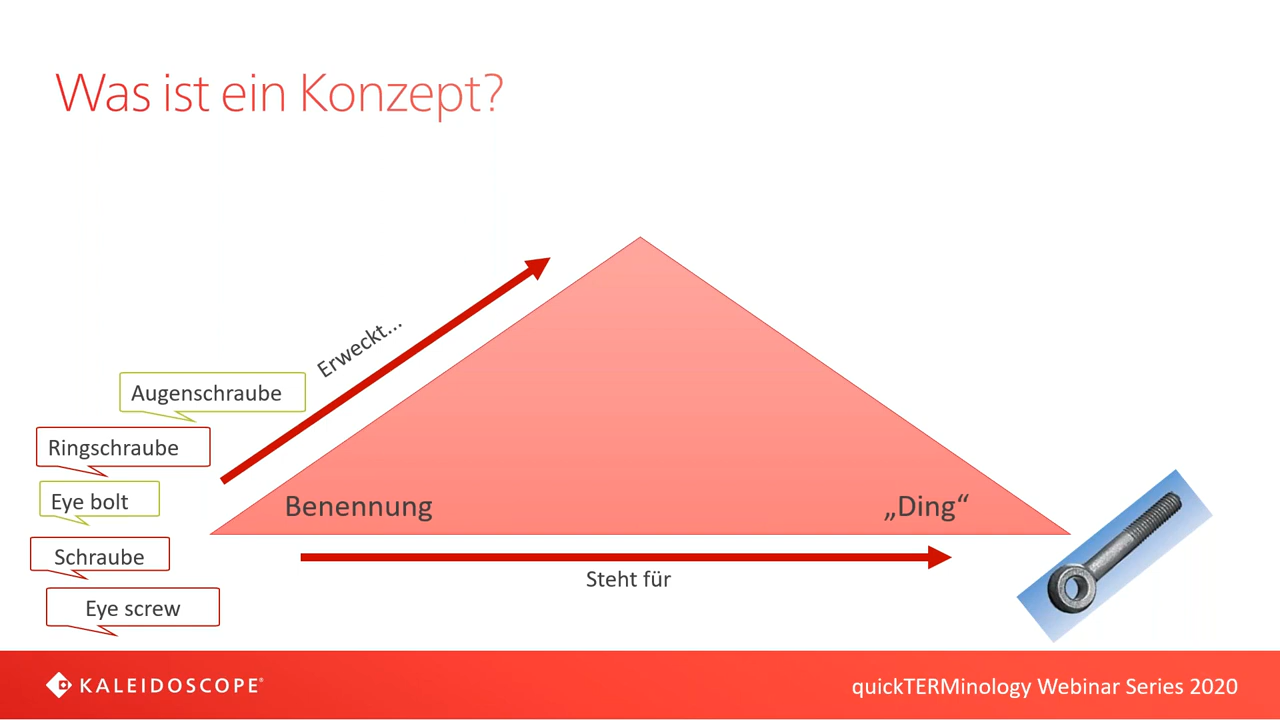 Was ist ein Konzept?
Erweckt...
Augenschraube
Ringschraube
Eye bolt
Schraube
Eye screw
Benennung
„Ding“
Steht für
KALEIDOSCOPE®
quickTERMinology Webinar Series 2020